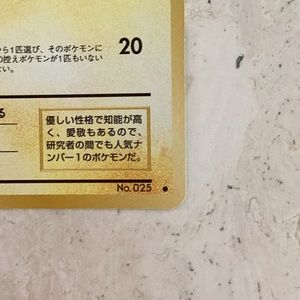 ら1匹選び、そのポケモンに
20
控えポケモンが1匹もいない
ない。
る
優しい性格で知能が高
く、愛敬もあるので、
研究者の間でも人気ナ
ンバー1のポケモンだ。
No. 025